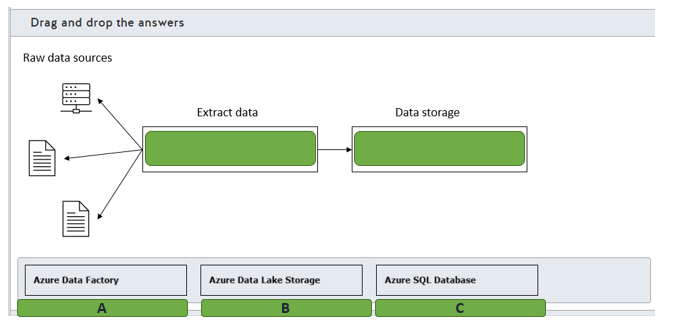 Drag and drop the answers
Raw data sources
Extract data
Data storage
Azure Data Factory
Azure Data Lake Storage
Azure SQL Database
A
B
C